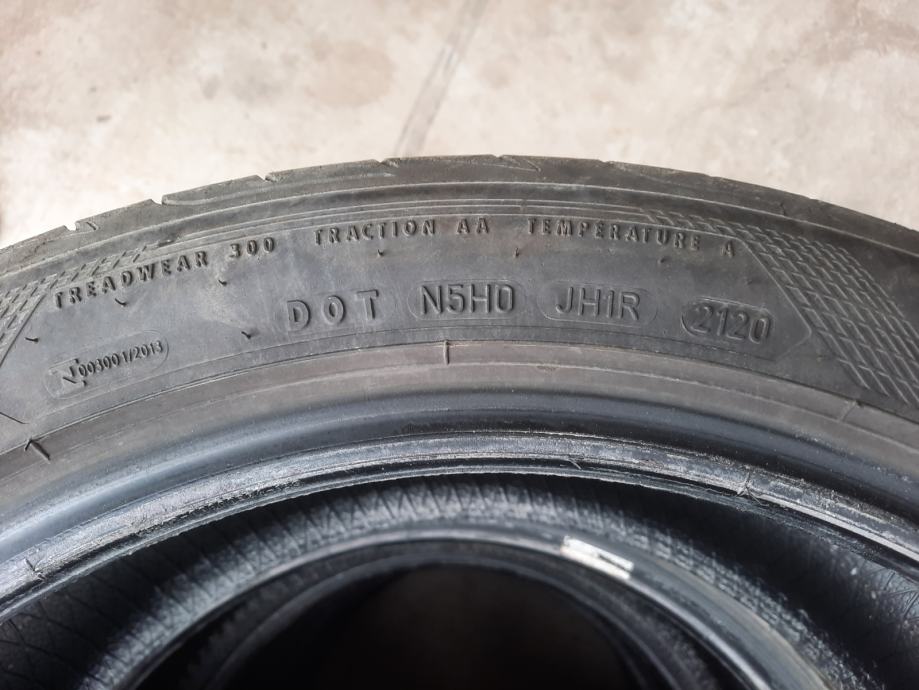 TREADWEAR 300 TRACTION AA TEMPERATURE A
DOT N5H0 JH1R 2120
003001/2013